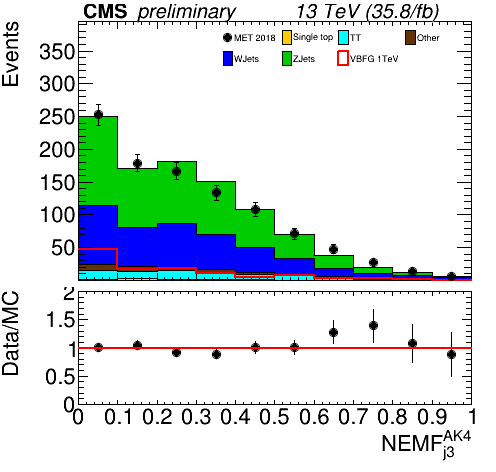 CMS preliminary 13 TeV (35.8/fb)
Events
MET 2018 Single top TT Other
WJets ZJets VBFG 1TeV
350
300
250
200
150
100
50
Data/MC
2
1.5
1
0.5
0
0 0.1 0.2 0.3 0.4 0.5 0.6 0.7 0.8 0.9 1
NEMF_{j3}^{AK4}